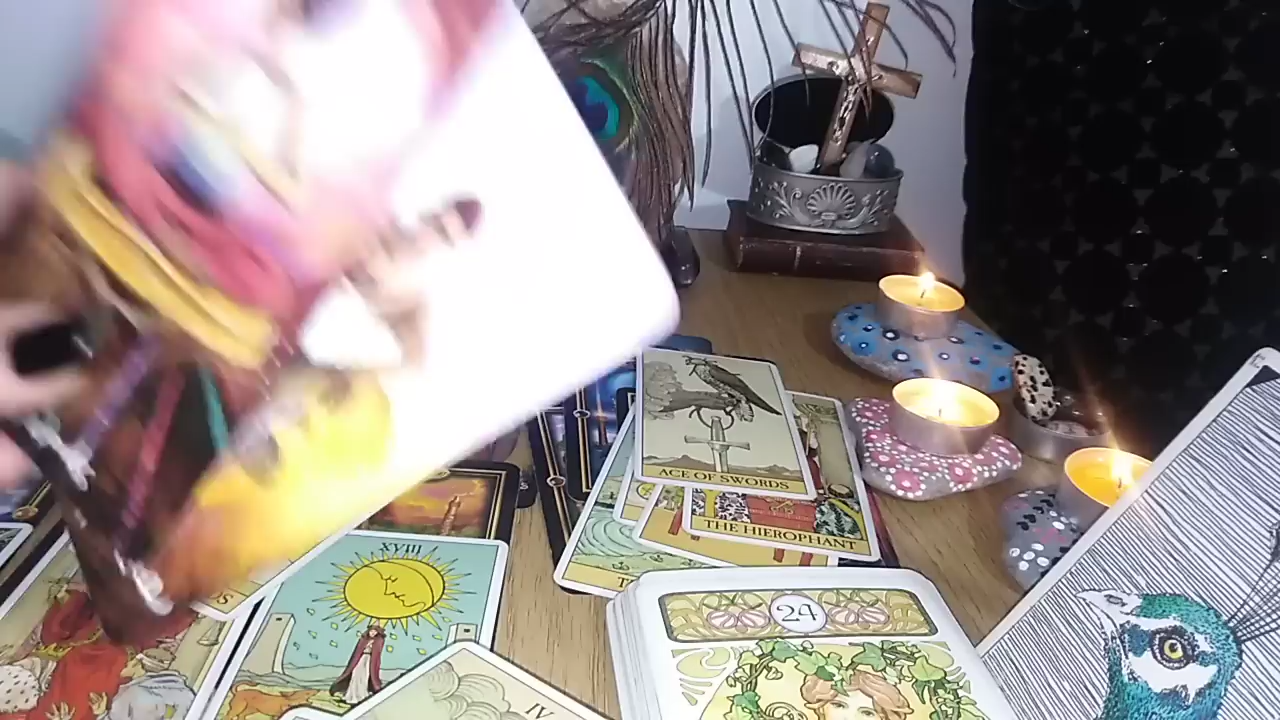 ACE OF SWORDS
THE HIEROPHANT
XVIII
24
IV